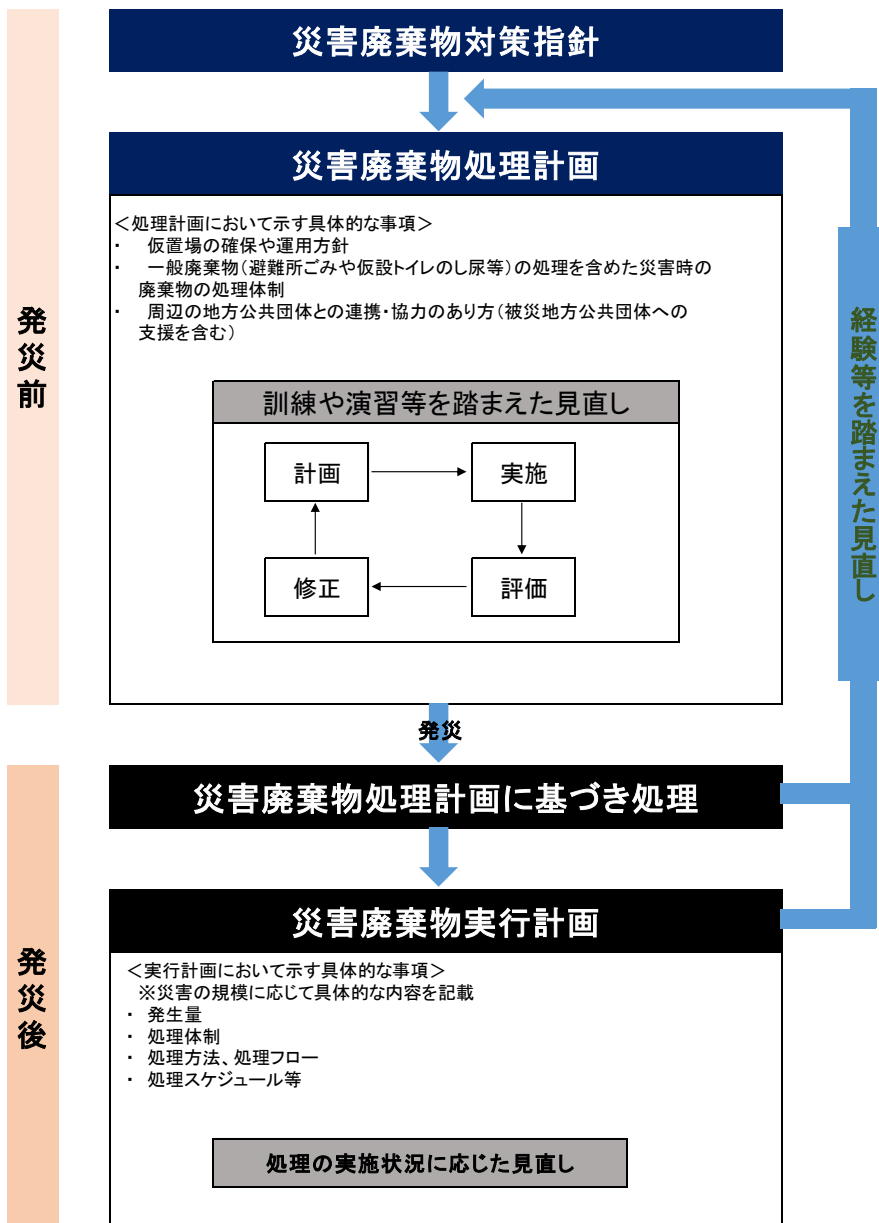 災害廃棄物対策指針
発災前
災害廃棄物処理計画
＜処理計画において示す具体的な事項＞
・　仮置場の確保や運用方針
・　一般廃棄物（避難所ごみや仮設トイレのし尿等）の処理を含めた災害時の
廃棄物の処理体制
・　周辺の地方公共団体との連携・協力のあり方（被災地方公共団体への
支援を含む）
訓練や演習等を踏まえた見直し
計画
実施
修正
評価
経験等を踏まえた見直し
発災
発災後
災害廃棄物処理計画に基づき処理
災害廃棄物実行計画
＜実行計画において示す具体的な事項＞
※災害の規模に応じて具体的な内容を記載
・　発生量
・　処理体制
・　処理方法、処理フロー
・　処理スケジュール等
処理の実施状況に応じた見直し